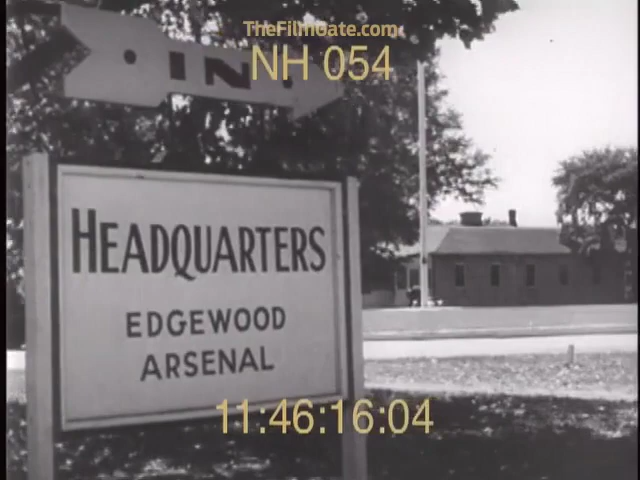 TheFilmGate.com
NH 054
IN
HEADQUARTERS
EDGEWOOD
ARSENAL
11:46:16:04